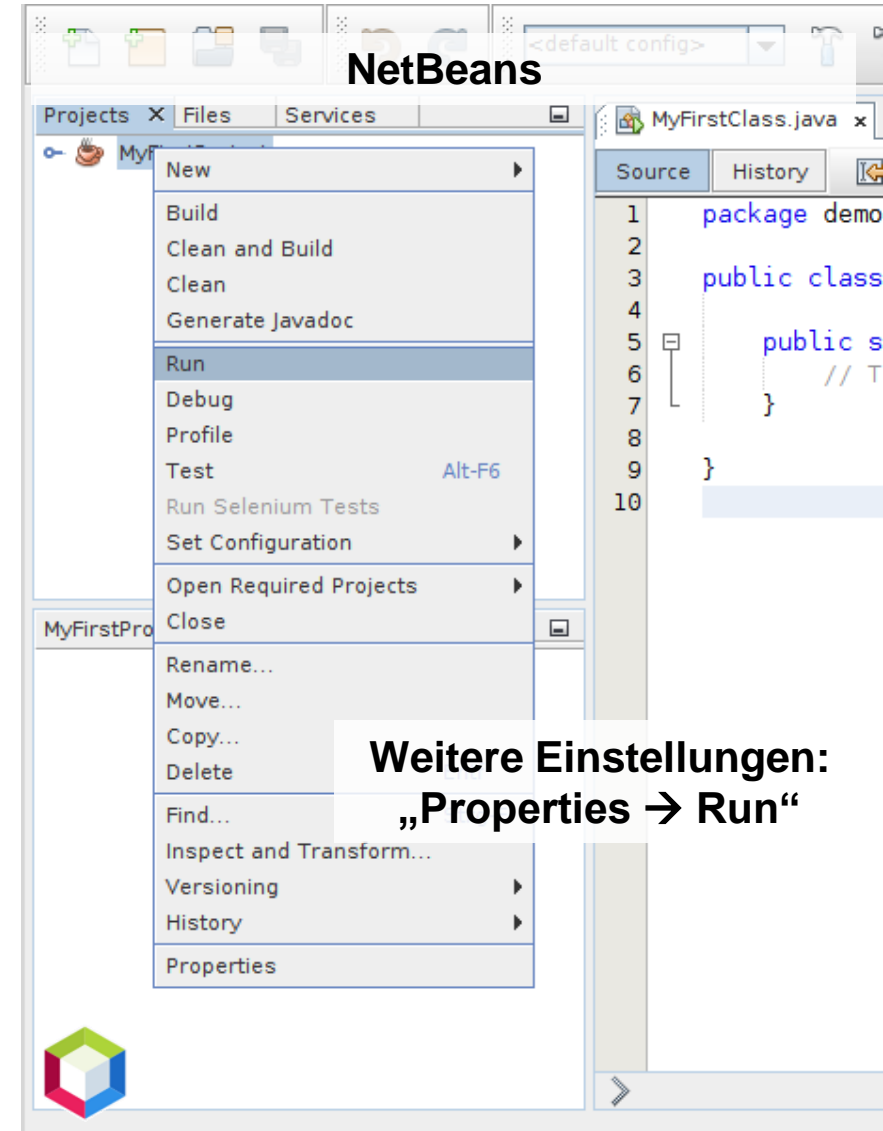 <default config>
NetBeans
Projects Files Services
MyFirstClass.java
Source History
New
Build
Clean and Build
Clean
Generate Javadoc
Run
Debug
Profile
Test Alt-F6
Run Selenium Tests
Set Configuration
Open Required Projects
Close
MyFirstPro
Rename...
Move...
Copy...
Delete
Find...
Inspect and Transform...
Versioning
History
Properties
1 package demo
2
3 public class
4
5 public s
6 // T
7 }
8
9 }
10
Weitere Einstellungen:
„Properties → Run“